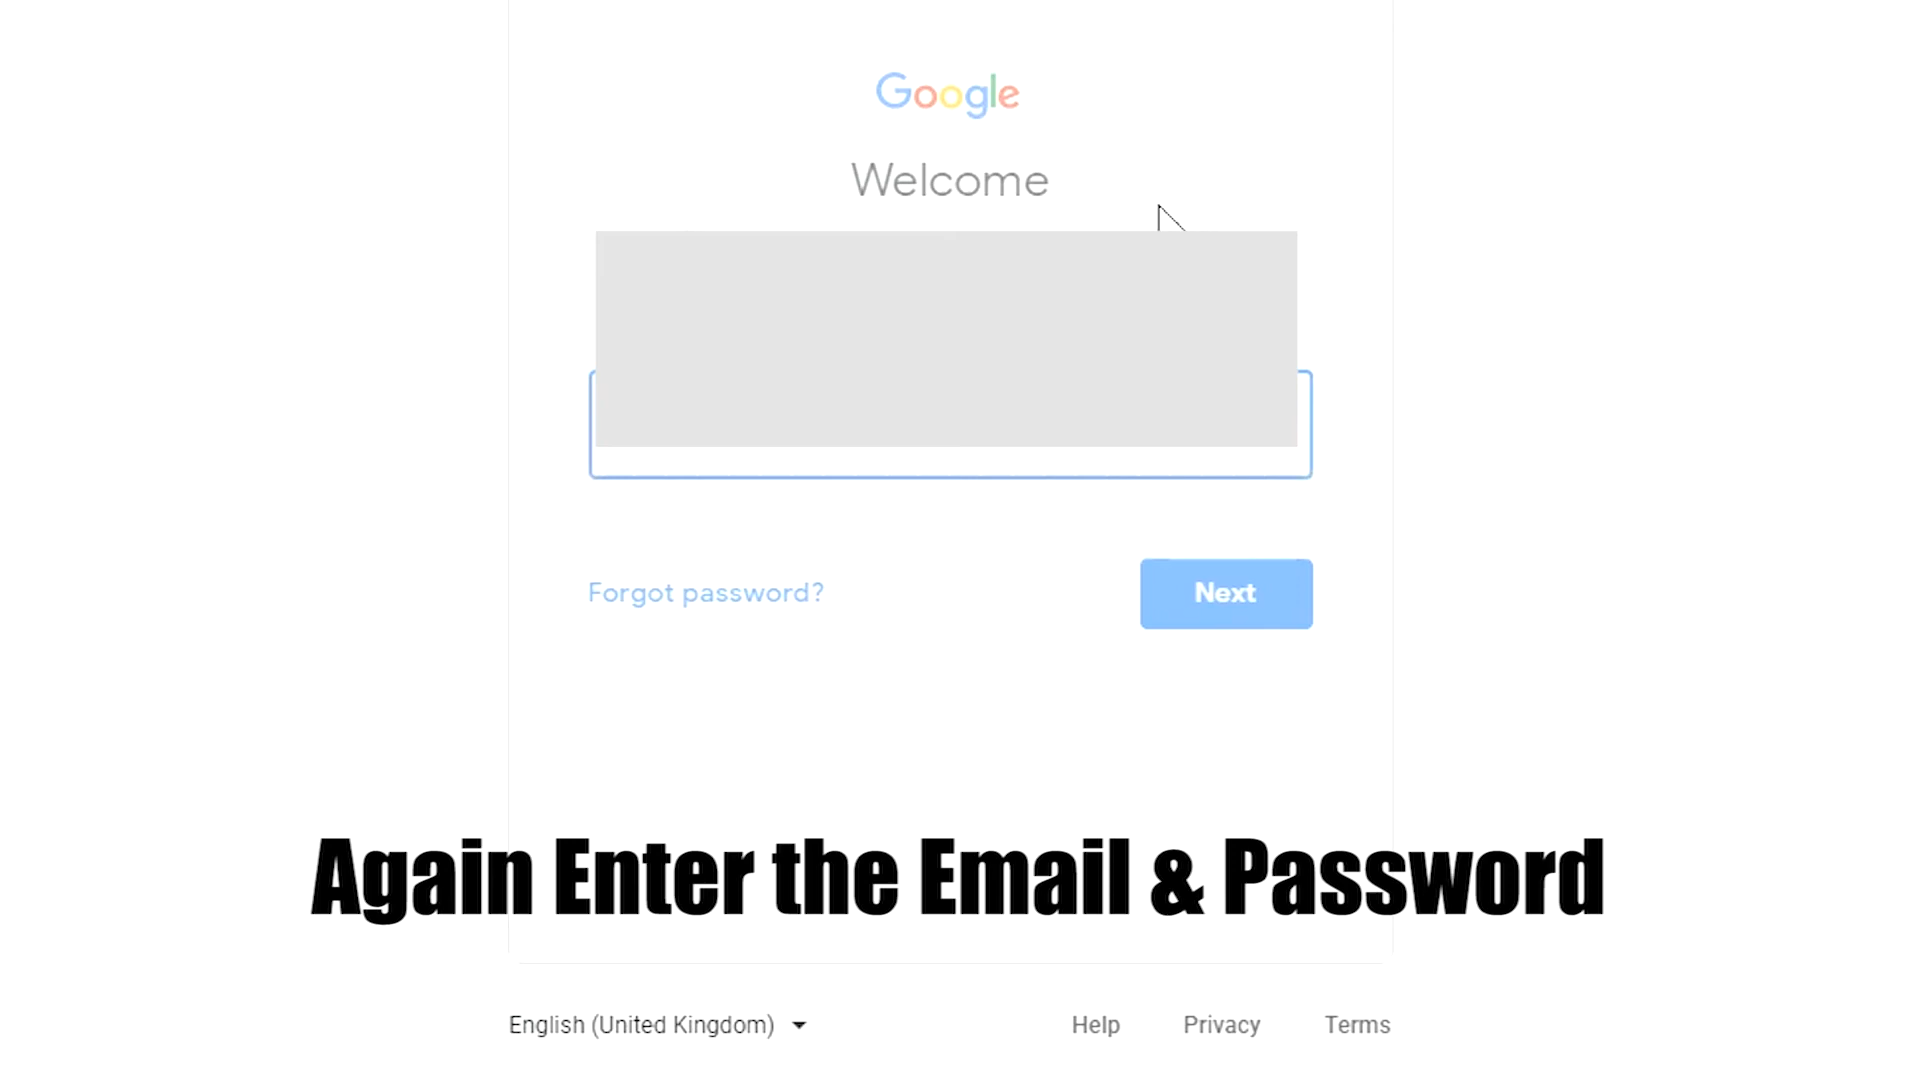 Google
Welcome
Forgot password?
Next
Again Enter the Email & Password
English (United Kingdom)
Help
Privacy
Terms